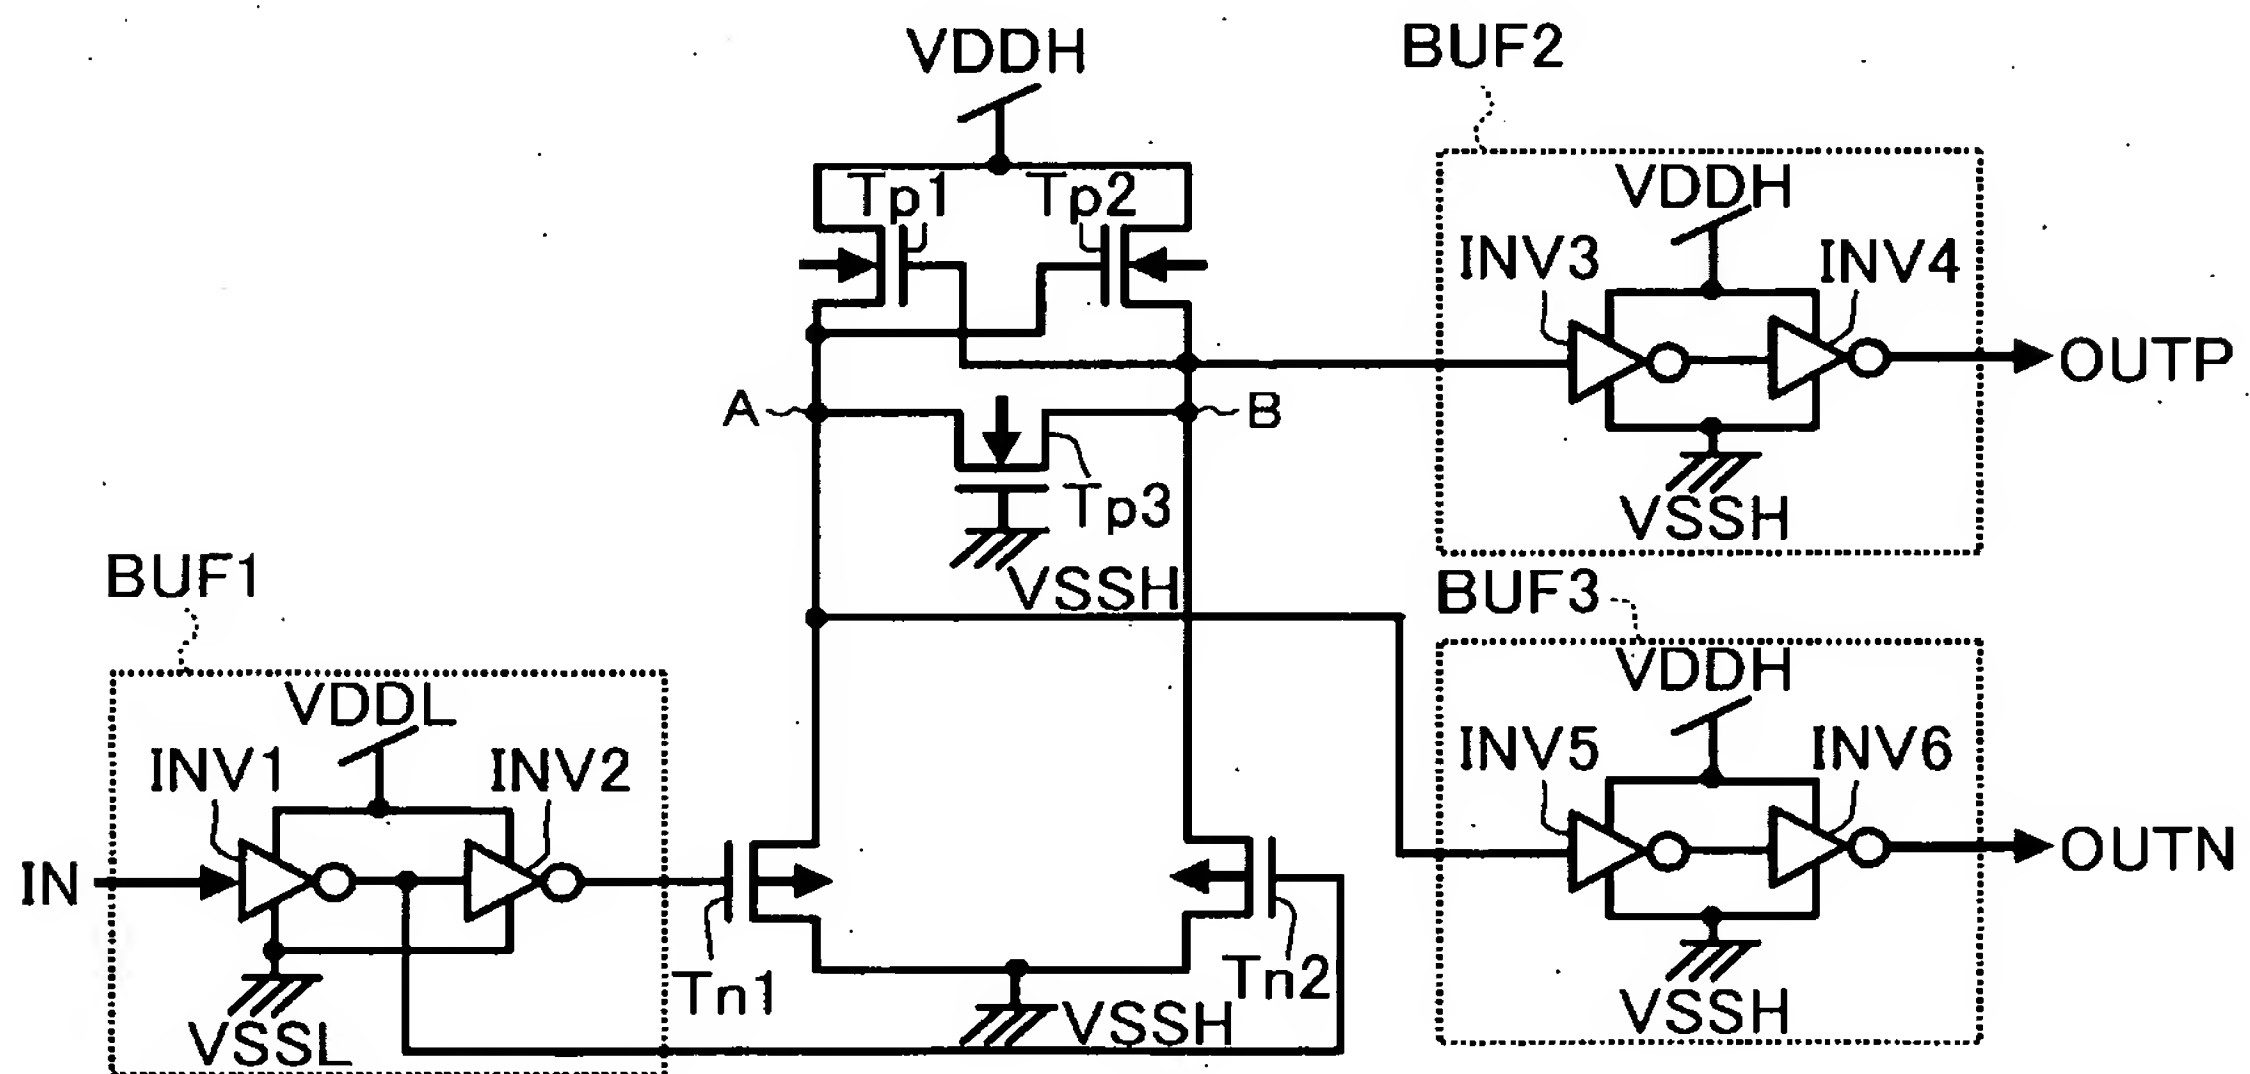 VDDH
BUF2
Tp1
Tp2
VDDH
INV3
INV4
OUTP
A
B
Tp3
VSSH
VSSH
BUF1
BUF3
VDDL
VDDH
INV1
INV2
INV5
INV6
IN
OUTN
Tn1
Tn2
VSSL
VSSH
VSSH